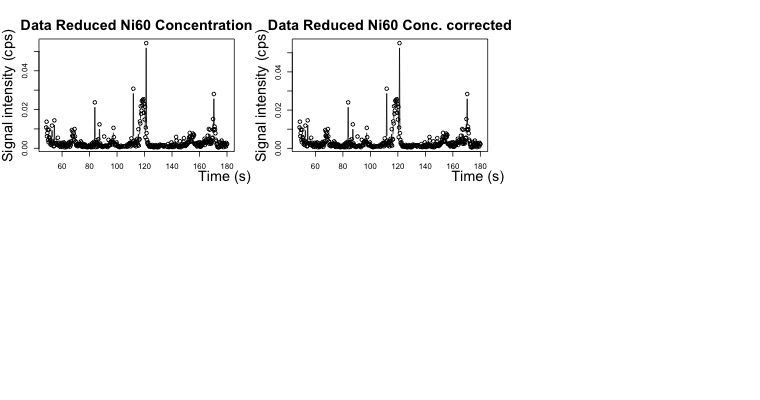 Data Reduced Ni60 Concentration
Signal intensity (cps)
0.00 0.02 0.04
60 80 100 120 140 160 180
Time (s)
Data Reduced Ni60 Conc. corrected
Signal intensity (cps)
0.00 0.02 0.04
60 80 100 120 140 160 180
Time (s)